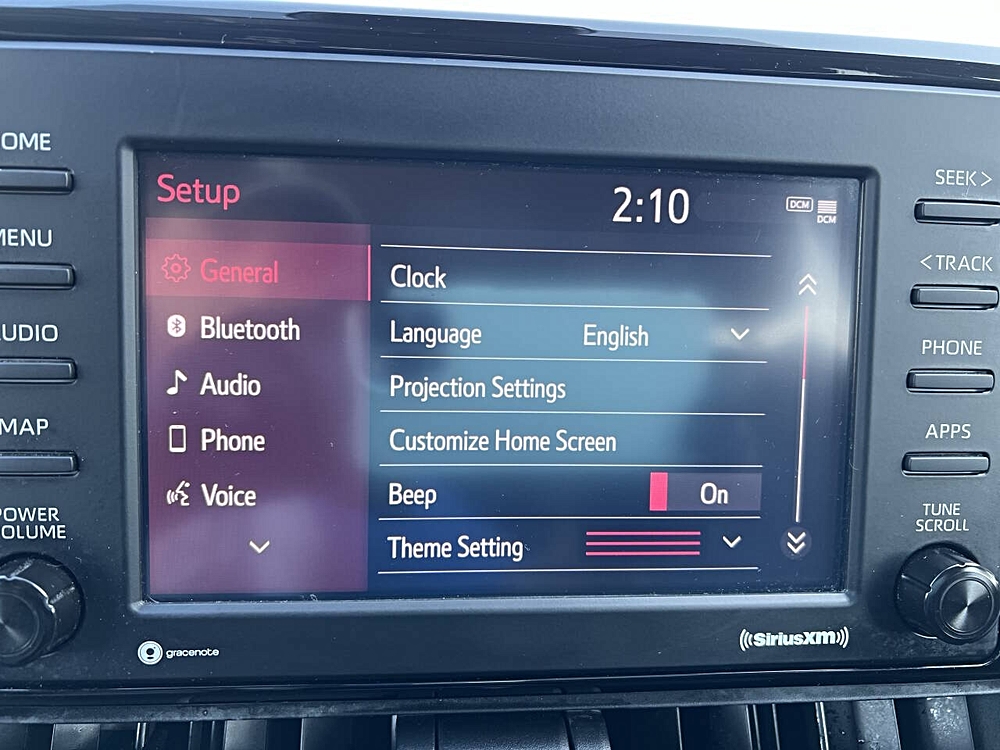 Setup
2:10
DCM
DCM
General
Bluetooth
Audio
Phone
Voice
Clock
Language English
Projection Settings
Customize Home Screen
Beep On
Theme Setting
OME
MENU
AUDIO
MAP
POWER
VOLUME
SEEK >
< TRACK
PHONE
APPS
TUNE
SCROLL
gracenote
((SiriusXM))